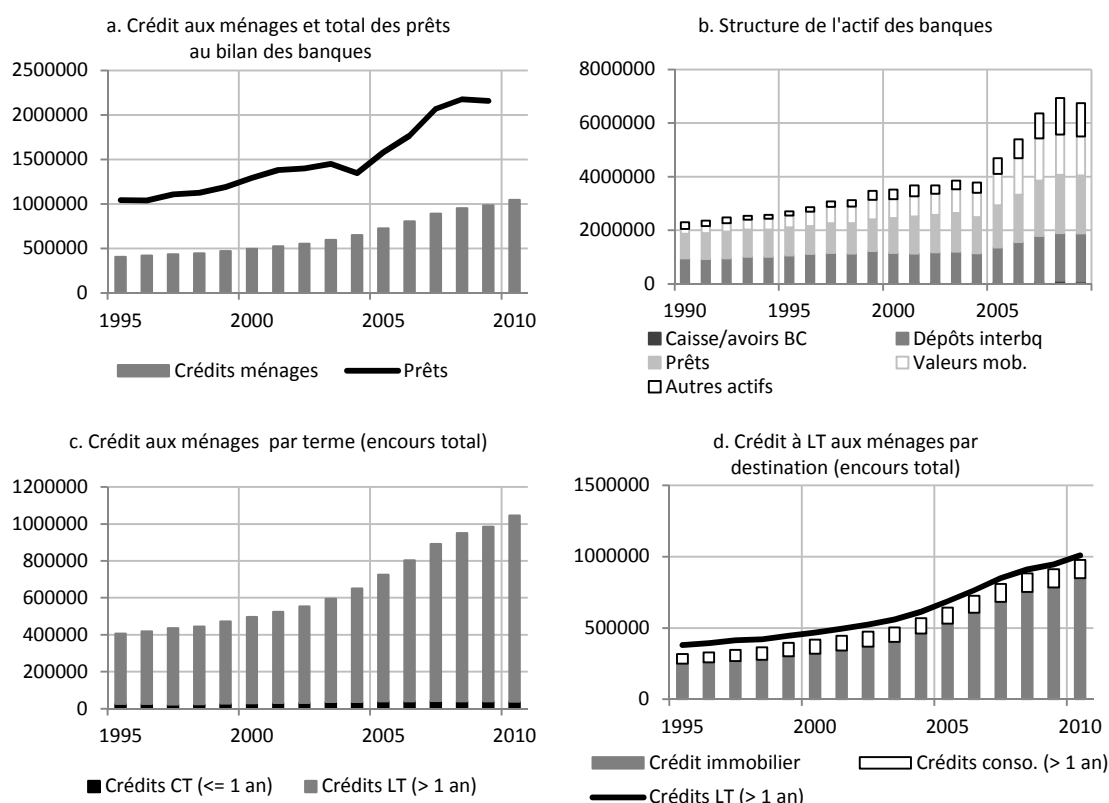 a. Crédit aux ménages et total des prêts
au bilan des banques
2500000
2000000
1500000
1000000
500000
0
1995 2000 2005 2010
Crédits ménages Prêts
b. Structure de l'actif des banques
8000000
6000000
4000000
2000000
0
1990 1995 2000 2005
Caisse/avoirs BC Dépôts interbq
Prêts Valeurs mob.
Autres actifs
c. Crédit aux ménages par terme (encours total)
1200000
1000000
800000
600000
400000
200000
0
1995 2000 2005 2010
Crédits CT (<= 1 an) Crédits LT (> 1 an)
d. Crédit à LT aux ménages par
destination (encours total)
1500000
1000000
500000
0
1995 2000 2005 2010
Crédit immobilier Crédits conso. (> 1 an)
Crédits LT (> 1 an)